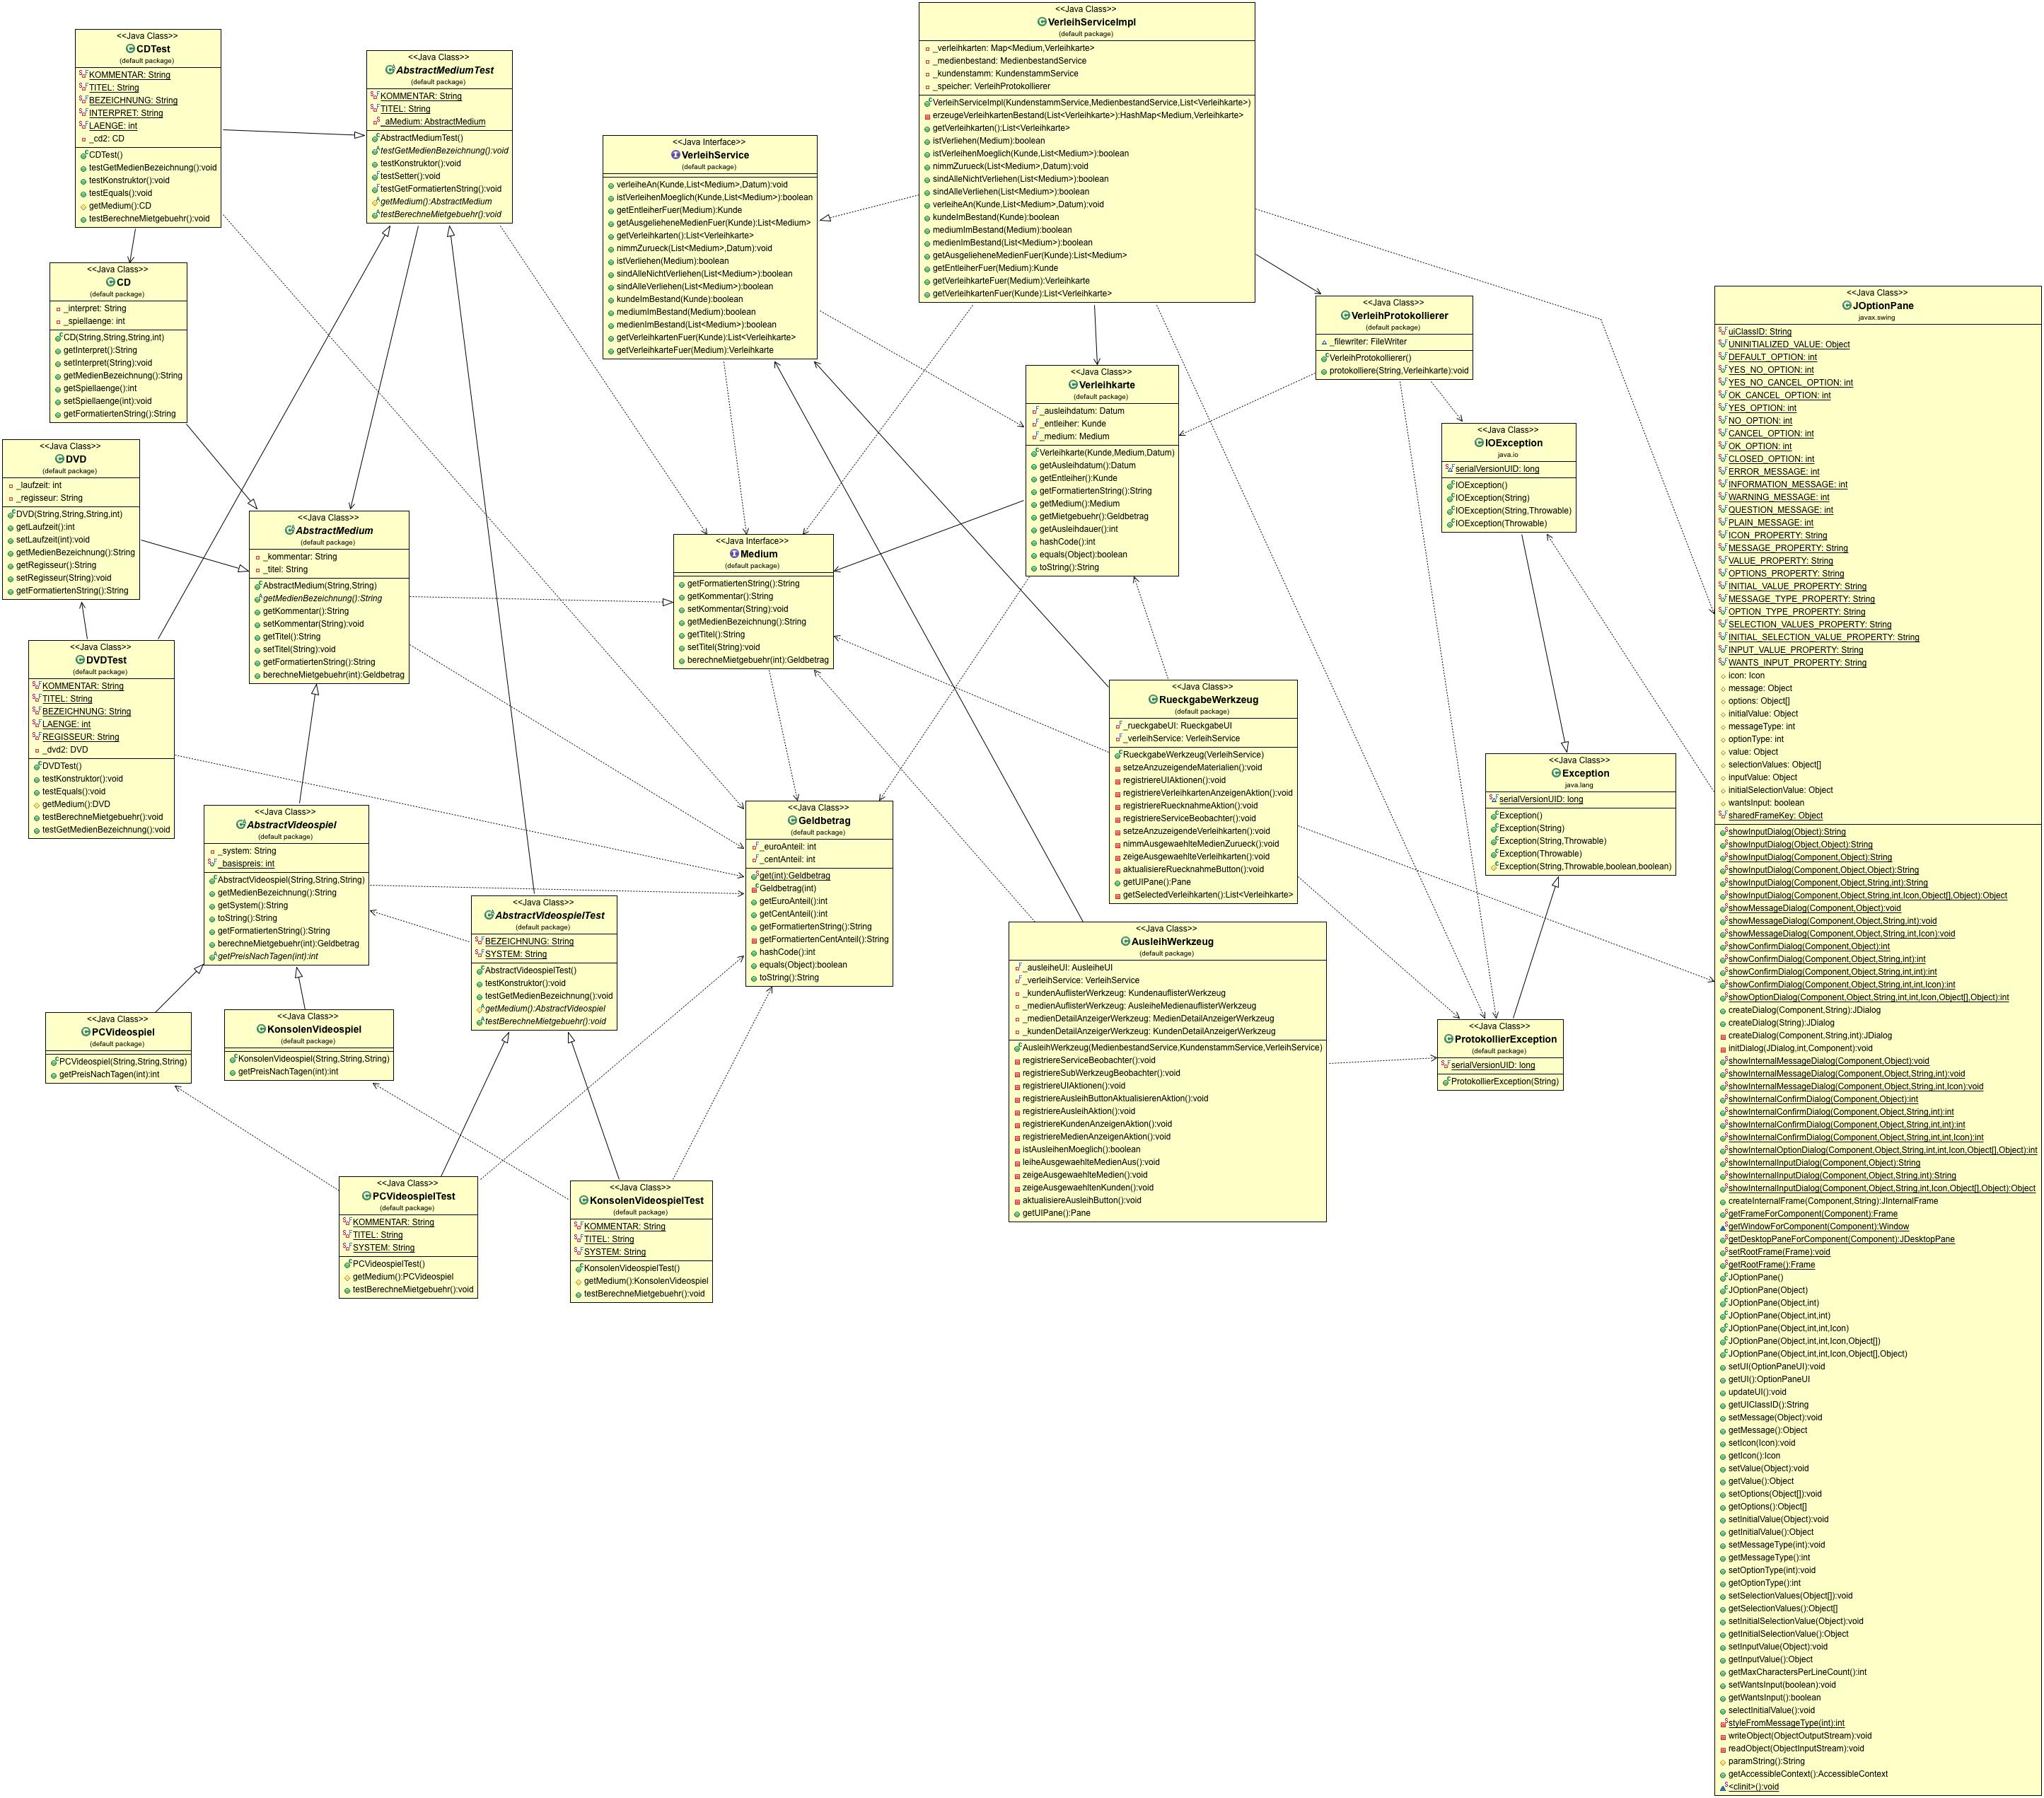 <<Java Class>>
CDTest
(default package)
KOMMENTAR: String
TITEL: String
BEZEICHNUNG: String
INTERPRET: String
LAENGE: int
_cd2: CD
CDTest()
testGetMedienBezeichnung():void
testKonstruktor():void
testEquals():void
getMedium():CD
testBerechneMietgebuehr():void
<<Java Class>>
AbstractMediumTest
(default package)
KOMMENTAR: String
TITEL: String
_aMedium: AbstractMedium
AbstractMediumTest()
testGetMedienBezeichnung():void
testKonstruktor():void
testSetter():void
testGetFormatiertenString():void
getMedium():AbstractMedium
testBerechneMietgebuehr():void
<<Java Interface>>
VerleihService
(default package)
verleiheAn(Kunde,List<Medium>,Datum):void
istVerleihenMoeglich(Kunde,List<Medium>):boolean
getEntleiherFuer(Medium):Kunde
getAusgelieheneMedienFuer(Kunde):List<Medium>
getVerleihkarten():List<Verleihkarte>
nimmZurueck(List<Medium>,Datum):void
istVerliehen(Medium):boolean
sindAlleNichtVerliehen(List<Medium>):boolean
sindAlleVerliehen(List<Medium>):boolean
kundeImBestand(Kunde):boolean
mediumImBestand(Medium):boolean
medienImBestand(List<Medium>):boolean
getVerleihkartenFuer(Kunde):List<Verleihkarte>
getVerleihkarteFuer(Medium):Verleihkarte
<<Java Class>>
VerleihServiceImpl
(default package)
_verleihkarten: Map<Medium,Verleihkarte>
_medienbestand: MedienbestandService
_kundenstamm: KundenstammService
_speicher: VerleihProtokollierer
VerleihServiceImpl(KundenstammService,MedienbestandService,List<Verleihkarte>)
erzeugeVerleihkartenBestand(List<Verleihkarte>):HashMap<Medium,Verleihkarte>
getVerleihkarten():List<Verleihkarte>
istVerliehen(Medium):boolean
istVerleihenMoeglich(Kunde,List<Medium>):boolean
nimmZurueck(List<Medium>,Datum):void
sindAlleNichtVerliehen(List<Medium>):boolean
sindAlleVerliehen(List<Medium>):boolean
verleiheAn(Kunde,List<Medium>,Datum):void
kundeImBestand(Kunde):boolean
mediumImBestand(Medium):boolean
medienImBestand(List<Medium>):boolean
getAusgelieheneMedienFuer(Kunde):List<Medium>
getEntleiherFuer(Medium):Kunde
getVerleihkarteFuer(Medium):Verleihkarte
getVerleihkartenFuer(Kunde):List<Verleihkarte>
<<Java Class>>
CD
(default package)
_interpret: String
_spiellaenge: int
CD(String,String,String,int)
getInterpret():String
setInterpret(String):void
getMedienBezeichnung():String
getSpiellaenge():int
setSpiellaenge(int):void
getFormatiertenString():String
<<Java Class>>
VerleihProtokollierer
(default package)
_filewriter: FileWriter
VerleihProtokollierer()
protokolliere(String,Verleihkarte):void
<<Java Class>>
Verleihkarte
(default package)
_ausleihdatum: Datum
_entleiher: Kunde
_medium: Medium
Verleihkarte(Kunde,Medium,Datum)
getAusleihdatum():Datum
getEntleiher():Kunde
getFormatiertenString():String
getMedium():Medium
getMietgebuehr():Geldbetrag
getAusleihdauer():int
hashCode():int
equals(Object):boolean
toString():String
<<Java Class>>
IOException
java.io
serialVersionUID: long
IOException()
IOException(String)
IOException(String,Throwable)
IOException(Throwable)
<<Java Class>>
DVD
(default package)
_laufzeit: int
_regisseur: String
DVD(String,String,String,int)
getLaufzeit():int
setLaufzeit(int):void
getMedienBezeichnung():String
getRegisseur():String
setRegisseur(String):void
getFormatiertenString():String
<<Java Class>>
AbstractMedium
(default package)
_kommentar: String
_titel: String
AbstractMedium(String,String)
getMedienBezeichnung():String
getKommentar():String
setKommentar(String):void
getTitel():String
setTitel(String):void
getFormatiertenString():String
berechneMietgebuehr(int):Geldbetrag
<<Java Interface>>
Medium
(default package)
getFormatiertenString():String
getKommentar():String
setKommentar(String):void
getMedienBezeichnung():String
getTitel():String
setTitel(String):void
berechneMietgebuehr(int):Geldbetrag
<<Java Class>>
DVDTest
(default package)
KOMMENTAR: String
TITEL: String
BEZEICHNUNG: String
LAENGE: int
REGISSEUR: String
_dvd2: DVD
DVDTest()
testKonstruktor():void
testEquals():void
getMedium():DVD
testBerechneMietgebuehr():void
testGetMedienBezeichnung():void
<<Java Class>>
RueckgabeWerkzeug
(default package)
_rueckgabeUI: RueckgabeUI
_verleihService: VerleihService
RueckgabeWerkzeug(VerleihService)
setzeAnzuzeigendeMaterialien():void
registriereUIAktionen():void
registriereVerleihkartenAnzeigenAktion():void
registriereRuecknahmeAktion():void
registriereServiceBeobachter():void
setzeAnzuzeigendeVerleihkarten():void
nimmAusgewaehlteMedienZurueck():void
zeigeAusgewaehlteVerleihkarten():void
aktualisiereRuecknahmeButton():void
getUIPane():Pane
getSelectedVerleihkarten():List<Verleihkarte>
<<Java Class>>
Exception
java.lang
serialVersionUID: long
Exception()
Exception(String)
Exception(String,Throwable)
Exception(Throwable)
Exception(String,Throwable,boolean,boolean)
<<Java Class>>
AbstractVideospiel
(default package)
_system: String
_basispreis: int
AbstractVideospiel(String,String,String)
getMedienBezeichnung():String
getSystem():String
toString():String
getFormatiertenString():String
berechneMietgebuehr(int):Geldbetrag
getPreisNachTagen(int):int
<<Java Class>>
Geldbetrag
(default package)
_euroAnteil: int
_centAnteil: int
get(int):Geldbetrag
Geldbetrag(int)
getEuroAnteil():int
getCentAnteil():int
getFormatiertenString():String
getFormatiertenCentAnteil():String
hashCode():int
equals(Object):boolean
toString():String
<<Java Class>>
AbstractVideospielTest
(default package)
BEZEICHNUNG: String
SYSTEM: String
AbstractVideospielTest()
testKonstruktor():void
testGetMedienBezeichnung():void
getMedium():AbstractVideospiel
testBerechneMietgebuehr():void
<<Java Class>>
AusleihWerkzeug
(default package)
_ausleiheUI: AusleiheUI
_verleihService: VerleihService
_kundenAuflisterWerkzeug: KundenauflisterWerkzeug
_medienAuflisterWerkzeug: AusleiheMedienauflisterWerkzeug
_medienDetailAnzeigerWerkzeug: MedienDetailAnzeigerWerkzeug
_kundenDetailAnzeigerWerkzeug: KundenDetailAnzeigerWerkzeug
AusleihWerkzeug(MedienbestandService,KundenstammService,VerleihService)
registriereServiceBeobachter():void
registriereSubWerkzeugBeobachter():void
registriereUIAktionen():void
registriereAusleihButtonAktualisierenAktion():void
registriereAusleihAktion():void
registriereKundenAnzeigenAktion():void
registriereMedienAnzeigenAktion():void
istAusleihenMoeglich():boolean
leiheAusgewaehlteMedienAus():void
zeigeAusgewaehlteMedien():void
zeigeAusgewaehltenKunden():void
aktualisiereAusleihButton():void
getUIPane():Pane
<<Java Class>>
PCVideospiel
(default package)
PCVideospiel(String,String,String)
getPreisNachTagen(int):int
<<Java Class>>
KonsolenVideospiel
(default package)
KonsolenVideospiel(String,String,String)
getPreisNachTagen(int):int
<<Java Class>>
ProtokollierException
(default package)
serialVersionUID: long
ProtokollierException(String)
<<Java Class>>
PCVideospielTest
(default package)
KOMMENTAR: String
TITEL: String
SYSTEM: String
PCVideospielTest()
getMedium():PCVideospiel
testBerechneMietgebuehr():void
<<Java Class>>
KonsolenVideospielTest
(default package)
KOMMENTAR: String
TITEL: String
SYSTEM: String
KonsolenVideospielTest()
getMedium():KonsolenVideospiel
testBerechneMietgebuehr():void
<<Java Class>>
JOptionPane
javax.swing
uiClassID: String
UNINITIALIZED_VALUE: Object
DEFAULT_OPTION: int
YES_NO_OPTION: int
YES_NO_CANCEL_OPTION: int
OK_CANCEL_OPTION: int
YES_OPTION: int
NO_OPTION: int
CANCEL_OPTION: int
OK_OPTION: int
CLOSED_OPTION: int
ERROR_MESSAGE: int
INFORMATION_MESSAGE: int
WARNING_MESSAGE: int
QUESTION_MESSAGE: int
PLAIN_MESSAGE: int
ICON_PROPERTY: String
MESSAGE_PROPERTY: String
VALUE_PROPERTY: String
OPTIONS_PROPERTY: String
INITIAL_VALUE_PROPERTY: String
MESSAGE_TYPE_PROPERTY: String
OPTION_TYPE_PROPERTY: String
SELECTION_VALUES_PROPERTY: String
INITIAL_SELECTION_VALUE_PROPERTY: String
INPUT_VALUE_PROPERTY: String
WANTS_INPUT_PROPERTY: String
icon: Icon
message: Object
options: Object[]
initialValue: Object
messageType: int
optionType: int
value: Object
selectionValues: Object[]
inputValue: Object
initialSelectionValue: Object
wantsInput: boolean
sharedFrameKey: Object
showInputDialog(Object):String
showInputDialog(Object,Object):String
showInputDialog(Component,Object):String
showInputDialog(Component,Object,Object):String
showInputDialog(Component,Object,String,int):String
showInputDialog(Component,Object,String,int,Icon,Object[],Object):Object
showMessageDialog(Component,Object):void
showMessageDialog(Component,Object,String,int):void
showMessageDialog(Component,Object,String,int,Icon):void
showConfirmDialog(Component,Object):int
showConfirmDialog(Component,Object,String,int):int
showConfirmDialog(Component,Object,String,int,int):int
showConfirmDialog(Component,Object,String,int,int,Icon):int
showOptionDialog(Component,Object,String,int,int,Icon,Object[],Object):int
createDialog(Component,String):JDialog
createDialog(String):JDialog
createDialog(Component,String,int):JDialog
initDialog(JDialog,int,Component):void
showInternalMessageDialog(Component,Object):void
showInternalMessageDialog(Component,Object,String,int):void
showInternalMessageDialog(Component,Object,String,int,Icon):void
showInternalConfirmDialog(Component,Object):int
showInternalConfirmDialog(Component,Object,String,int):int
showInternalConfirmDialog(Component,Object,String,int,int):int
showInternalConfirmDialog(Component,Object,String,int,int,Icon):int
showInternalOptionDialog(Component,Object,String,int,int,Icon,Object[],Object):int
showInternalInputDialog(Component,Object):String
showInternalInputDialog(Component,Object,String,int):String
showInternalInputDialog(Component,Object,String,int,Icon,Object[],Object):Object
createInternalFrame(Component,String):JInternalFrame
getFrameForComponent(Component):Frame
getWindowForComponent(Component):Window
getDesktopPaneForComponent(Component):JDesktopPane
setRootFrame(Frame):void
getRootFrame():Frame
JOptionPane()
JOptionPane(Object)
JOptionPane(Object,int)
JOptionPane(Object,int,int)
JOptionPane(Object,int,int,Icon)
JOptionPane(Object,int,int,Icon,Object[])
JOptionPane(Object,int,int,Icon,Object[],Object)
setUI(OptionPaneUI):void
getUI():OptionPaneUI
updateUI():void
getUIClassID():String
setMessage(Object):void
getMessage():Object
setIcon(Icon):void
getIcon():Icon
setValue(Object):void
getValue():Object
setOptions(Object[]):void
getOptions():Object[]
setInitialValue(Object):void
getInitialValue():Object
setMessageType(int):void
getMessageType():int
setOptionType(int):void
getOptionType():int
setSelectionValues(Object[]):void
getSelectionValues():Object[]
setInitialSelectionValue(Object):void
getInitialSelectionValue():Object
setInputValue(Object):void
getInputValue():Object
getMaxCharactersPerLineCount():int
setWantsInput(boolean):void
getWantsInput():boolean
selectInitialValue():void
styleFromMessageType(int):int
writeObject(ObjectOutputStream):void
readObject(ObjectInputStream):void
paramString():String
getAccessibleContext():AccessibleContext
<clinit>():void